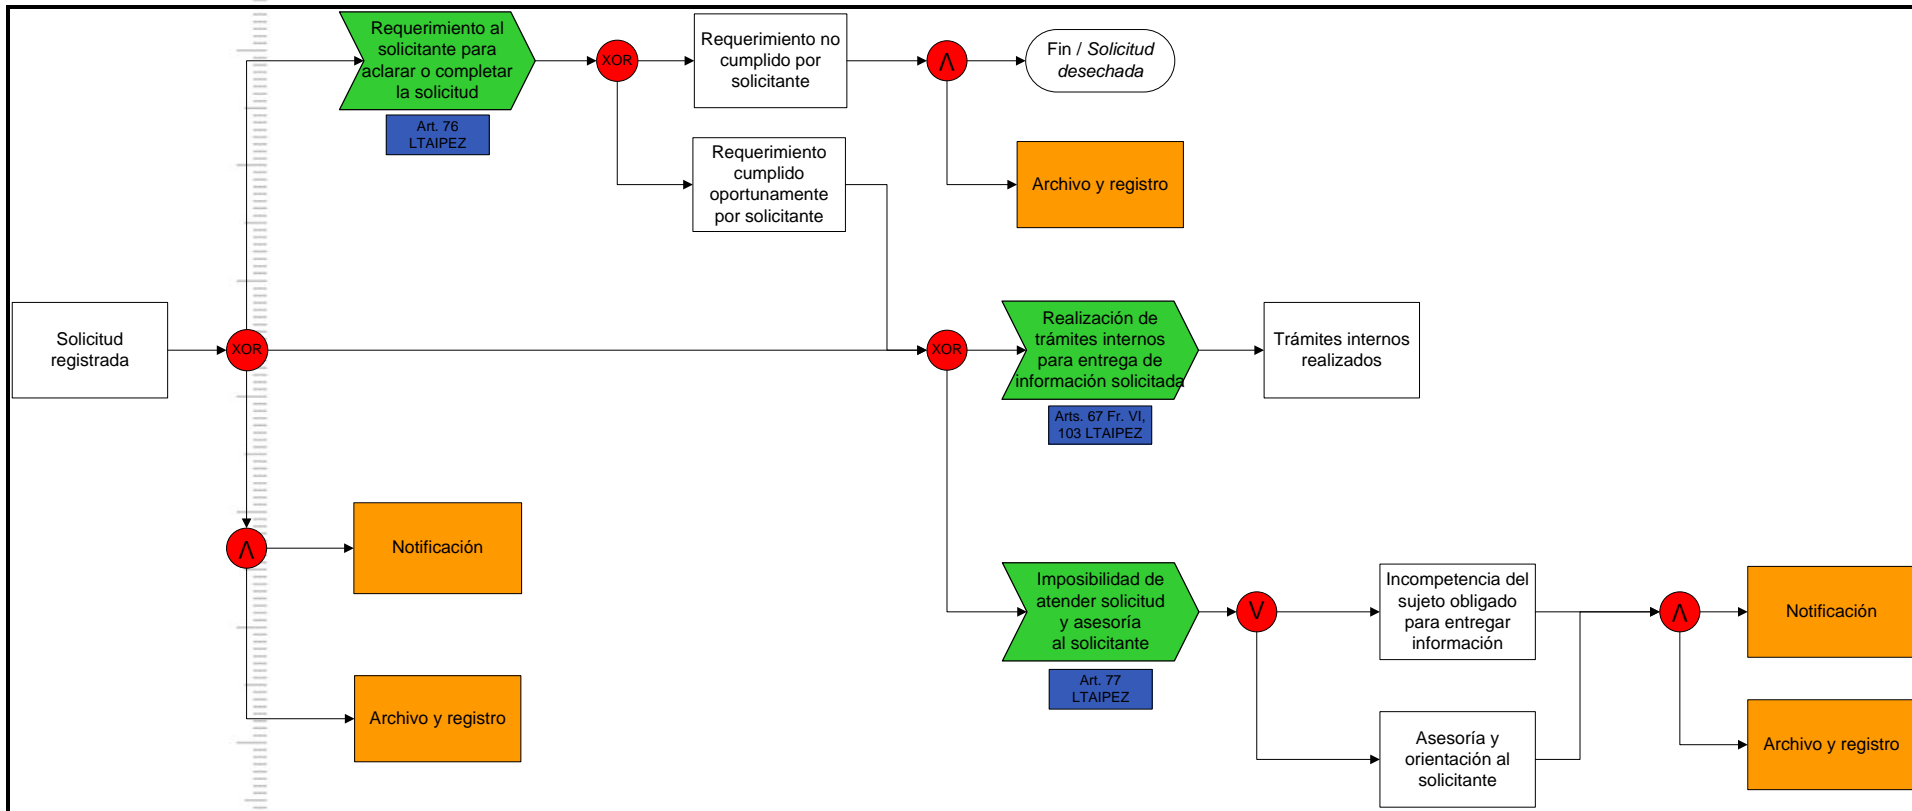 Requerimiento al
solicitante para
aclarar o completar
la solicitud
Art. 76
LTAIPEZ
XOR
Requerimiento no
cumplido por
solicitante
Λ
Fin / Solicitud
desechada
Requerimiento
cumplido
oportunamente
por solicitante
Archivo y registro
Solicitud
registrada
XOR
XOR
Realización de
trámites internos
para entrega de
información solicitada
Arts. 67 Fr. VI,
103 LTAIPEZ
Trámites internos
realizados
Λ
Notificación
Archivo y registro
Imposibilidad de
atender solicitud
y asesoría
al solicitante
Art. 77
LTAIPEZ
V
Incompetencia del
sujeto obligado
para entregar
información
Asesoría y
orientación al
solicitante
Λ
Notificación
Archivo y registro